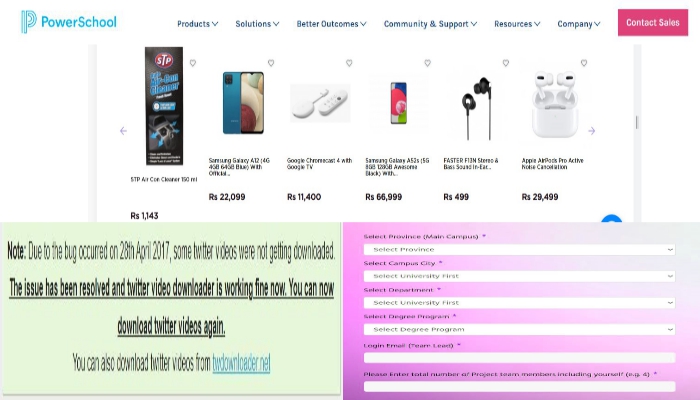 PowerSchool
Products Solutions Better Outcomes Community & Support Resources Company Contact Sales
STP
Air-Con
Cleaner
STP Air Con Cleaner 150 ml
Rs 1,143
Samsung Galaxy A12 (4G
4GB 64GB Blue) With
Official...
Rs 22,099
Google Chromecast 4 with
Google TV
Rs 11,400
Samsung Galaxy A52s (5G
8GB 128GB Awesome
Black) With...
Rs 66,999
FASTER F13N Stereo &
Bass Sound In-Ear...
Rs 499
Apple AirPods Pro Active
Noise Cancellation
Rs 29,499
Note: Due to the bug occurred on 28th April 2017, some twitter videos were not getting downloaded.
The issue has been resolved and twitter video downloader is working fine now. You can now
download twitter videos again.
You can also download twitter videos from twdownloader.net
Select Province (Main Campus) *
Select Province
Select Campus City *
Select University First
Select Department *
Select University First
Select Degree Program *
Select Degree Program
Login Email (Team Lead) *
Please Enter total number of Project team members including yourself (e.g. 4) *